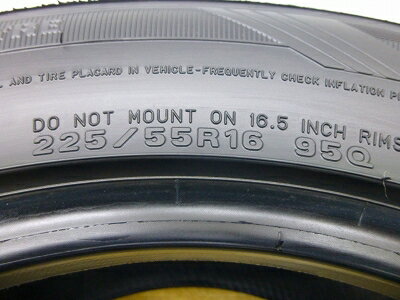 AND TIRE PLACARD IN VEHICLE-FREQUENTLY CHECK INFLATION P
DO NOT MOUNT ON 16.5 INCH RIMS
225/55R16 95Q